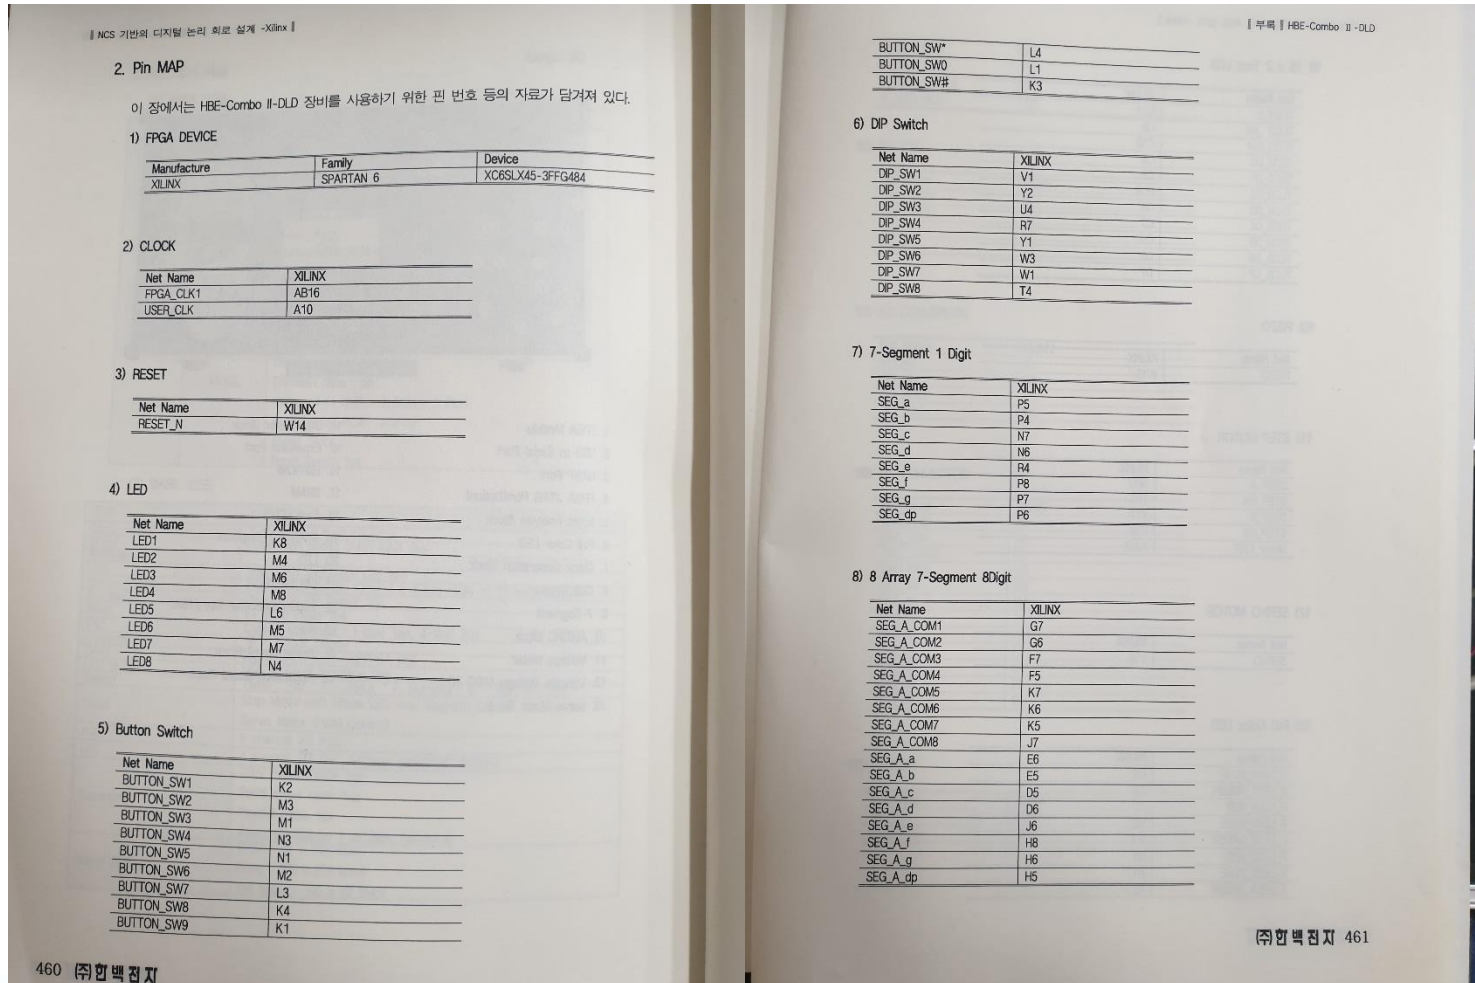 ‖ NCS 기반의 디지털 논리 회로 설계 -Xilinx ‖
2. Pin MAP
이 장에서는 HBE-Combo II-DLD 장비를 사용하기 위한 핀 번호 등의 자료가 담겨져 있다.
1) FPGA DEVICE
Manufacture Family Device
XILINX SPARTAN 6 XC6SLX45-3FFG484
2) CLOCK
Net Name XILINX
FPGA_CLK1 AB16
USER_CLK A10
3) RESET
Net Name XILINX
RESET_N W14
4) LED
Net Name XILINX
LED1 K8
LED2 M4
LED3 M6
LED4 M8
LED5 L6
LED6 M5
LED7 M7
LED8 N4
5) Button Switch
Net Name XILINX
BUTTON_SW1 K2
BUTTON_SW2 M3
BUTTON_SW3 M1
BUTTON_SW4 N3
BUTTON_SW5 N1
BUTTON_SW6 M2
BUTTON_SW7 L3
BUTTON_SW8 K4
BUTTON_SW9 K1
460 (주)한백전자
‖ 부록 ‖ HBE-Combo II-DLD
BUTTON_SW* L4
BUTTON_SW0 L1
BUTTON_SW# K3
6) DIP Switch
Net Name XILINX
DIP_SW1 V1
DIP_SW2 Y2
DIP_SW3 U4
DIP_SW4 R7
DIP_SW5 Y1
DIP_SW6 W3
DIP_SW7 W1
DIP_SW8 T4
7) 7-Segment 1 Digit
Net Name XILINX
SEG_a P5
SEG_b P4
SEG_c N7
SEG_d N6
SEG_e R4
SEG_f P8
SEG_g P7
SEG_dp P6
8) 8 Array 7-Segment 8Digit
Net Name XILINX
SEG_A_COM1 G7
SEG_A_COM2 G6
SEG_A_COM3 F7
SEG_A_COM4 F5
SEG_A_COM5 K7
SEG_A_COM6 K6
SEG_A_COM7 K5
SEG_A_COM8 J7
SEG_A_a E6
SEG_A_b E5
SEG_A_c D5
SEG_A_d D6
SEG_A_e J6
SEG_A_f H8
SEG_A_g H6
SEG_A_dp H5
(주)한백전자 461